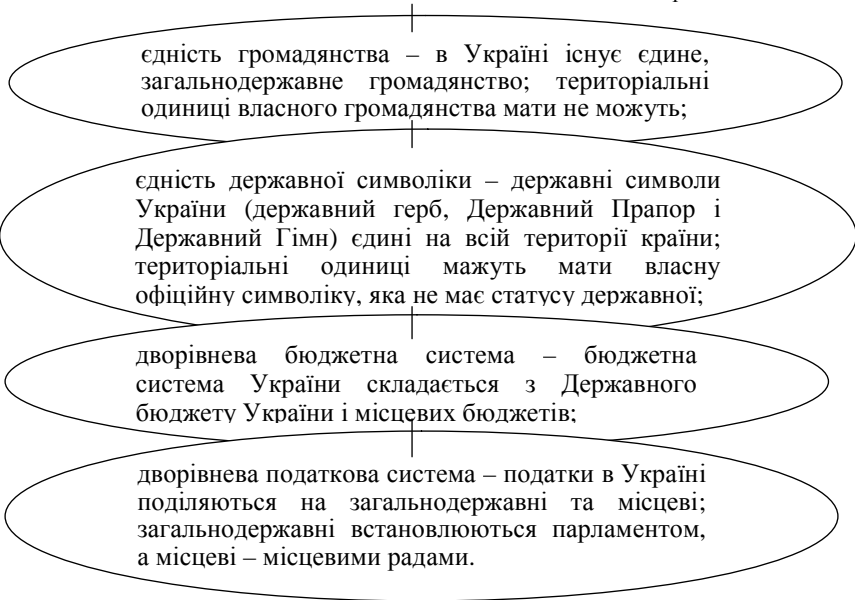 єдність громадянства – в Україні існує єдине,
загальнодержавне громадянство; територіальні
одиниці власного громадянства мати не можуть;
єдність державної символіки – державні символи
України (державний герб, Державний Прапор і
Державний Гімн) єдині на всій території країни;
територіальні одиниці мажуть мати власну
офіційну символіку, яка не має статусу державної;
дворівнева бюджетна система – бюджетна
система України складається з Державного
бюджету України і місцевих бюджетів;
дворівнева податкова система – податки в Україні
поділяються на загальнодержавні та місцеві;
загальнодержавні встановлюються парламентом,
а місцеві – місцевими радами.